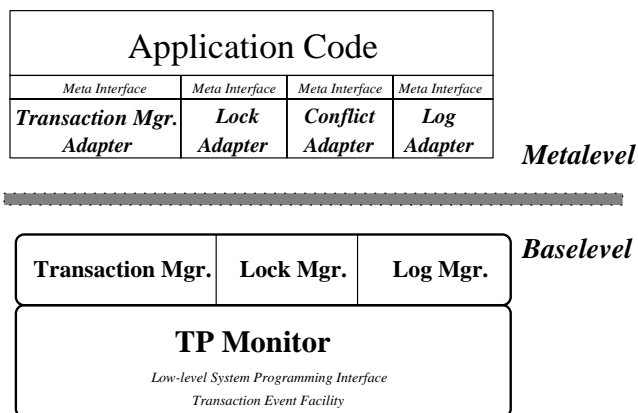 Application Code
Meta Interface Meta Interface Meta Interface Meta Interface
Transaction Mgr. Lock Conflict Log
Adapter Adapter Adapter Adapter
Metalevel
Baselevel
Transaction Mgr. Lock Mgr. Log Mgr.
TP Monitor
Low-level System Programming Interface
Transaction Event Facility